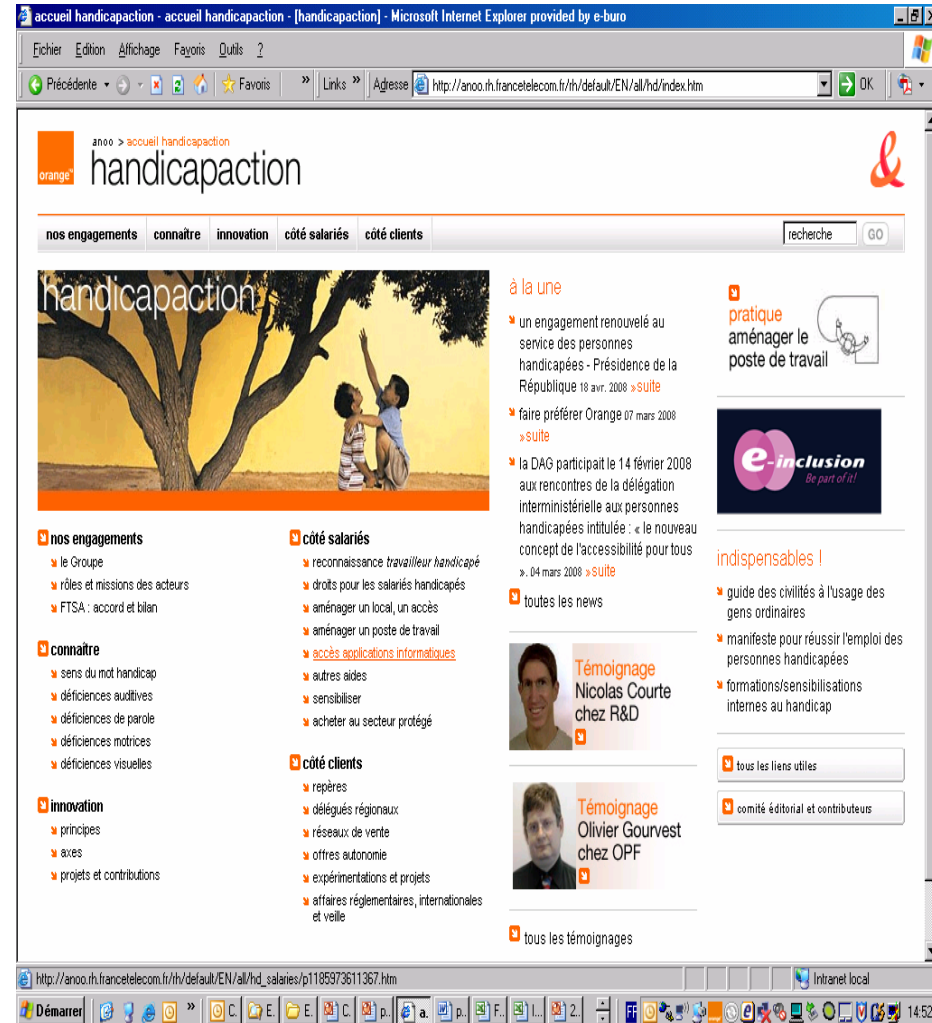 accueil handicapaction - accueil handicapaction - [handicapaction] - Microsoft Internet Explorer provided by e-buro
Fichier Edition Affichage Favoris Outils ?
Précédente Favoris » Links » Adresse http://anoo.rh.francetelecom.fr/rh/default/EN/all/hd/index.htm OK
anoo > accueil handicapaction
orange™ handicapaction &
nos engagements connaître innovation côté salariés côté clients recherche GO
handicapaction
nos engagements
le Groupe
rôles et missions des acteurs
FTSA : accord et bilan
connaître
sens du mot handicap
déficiences auditives
déficiences de parole
déficiences motrices
déficiences visuelles
innovation
principes
axes
projets et contributions
côté salariés
reconnaissance travailleur handicapé
droits pour les salariés handicapés
aménager un local, un accès
aménager un poste de travail
accès applications informatiques
autres aides
sensibiliser
acheter au secteur protégé
côté clients
repères
délégués régionaux
réseaux de vente
offres autonomie
expérimentations et projets
affaires réglementaires, internationales
et veille
à la une
un engagement renouvelé au
service des personnes
handicapées - Présidence de la
République 18 avr. 2008 »suite
faire préférer Orange 07 mars 2008
»suite
la DAG participait le 14 février 2008
aux rencontres de la délégation
interministérielle aux personnes
handicapées intitulée : « le nouveau
concept de l'accessibilité pour tous
». 04 mars 2008 »suite
toutes les news
Témoignage
Nicolas Courte
chez R&D
Témoignage
Olivier Gourvest
chez OPF
tous les témoignages
pratique
aménager le
poste de travail
e-inclusion
Be part of it!
indispensables !
guide des civilités à l'usage des
gens ordinaires
manifeste pour réussir l'emploi des
personnes handicapées
formations/sensibilisations
internes au handicap
tous les liens utiles
comité éditorial et contributeurs
http://anoo.rh.francetelecom.fr/rh/default/EN/all/hd_salaries/p1185973611367.htm Intranet local
Démarrer » C. E. E. C. p.. a. p.. F.. I... 2.. FF 14:52